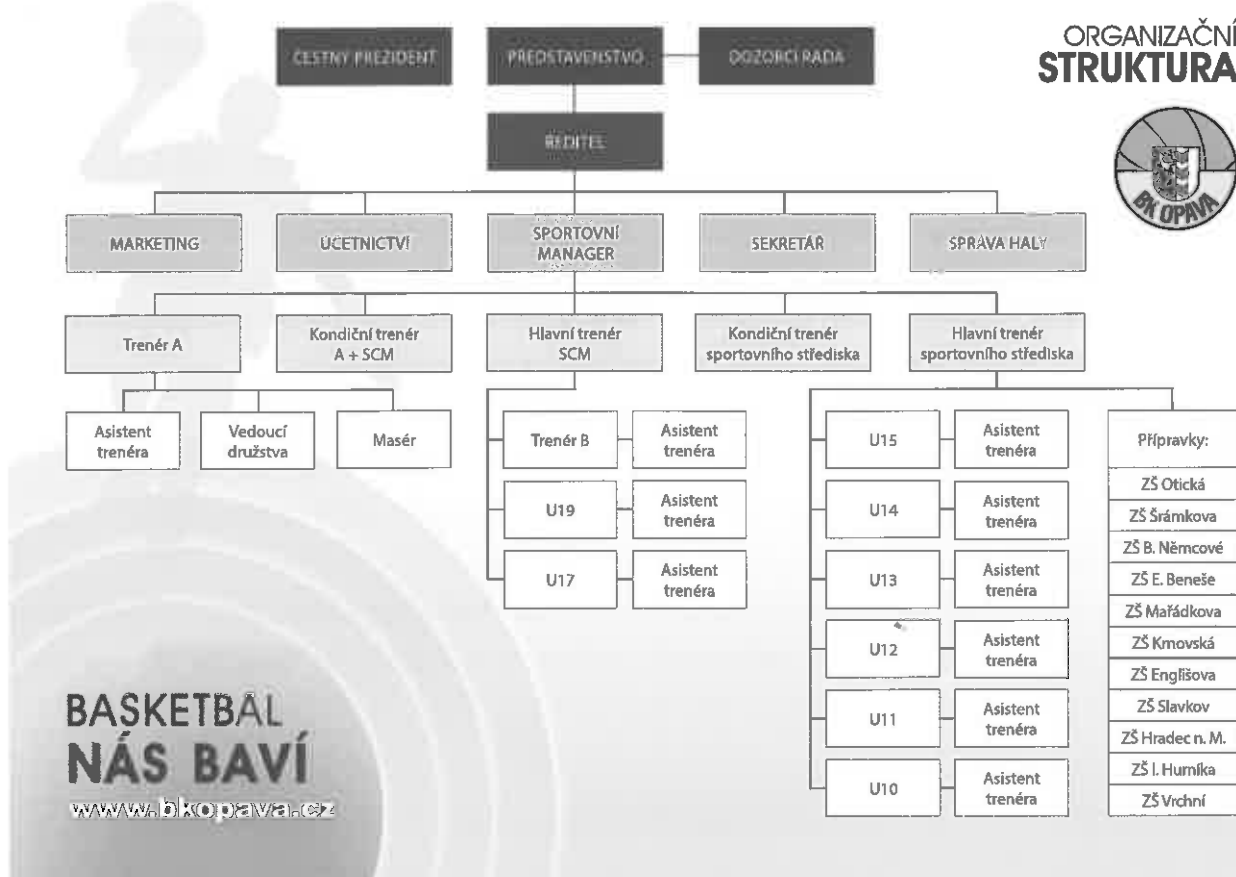 ORGANIZAČNÍ
STRUKTURA
ČESTNÝ PREZIDENT
PŘEDSTAVENSTVO
DOZORČÍ RADA
ŘEDITEL
BK OPAVA
MARKETING
ÚČETNICTVÍ
SPORTOVNÍ
MANAGER
SEKRETÁŘ
SPRÁVA HALY
Trenér A
Kondiční trenér
A + SCM
Hlavní trenér
SCM
Kondiční trenér
sportovního střediska
Hlavní trenér
sportovního střediska
Asistent
trenéra
Vedoucí
družstva
Masér
Trenér B
Asistent
trenéra
U19
Asistent
trenéra
U17
Asistent
trenéra
U15
Asistent
trenéra
U14
Asistent
trenéra
U13
Asistent
trenéra
U12
Asistent
trenéra
U11
Asistent
trenéra
U10
Asistent
trenéra
Přípravky:
ZŠ Otická
ZŠ Šrámkova
ZŠ B. Němcové
ZŠ E. Beneše
ZŠ Mařádkova
ZŠ Krnovská
ZŠ Englišova
ZŠ Slavkov
ZŠ Hradec n. M.
ZŠ I. Hurníka
ZŠ Vrchní
BASKETBAL
NÁS BAVÍ
www.bkopava.cz